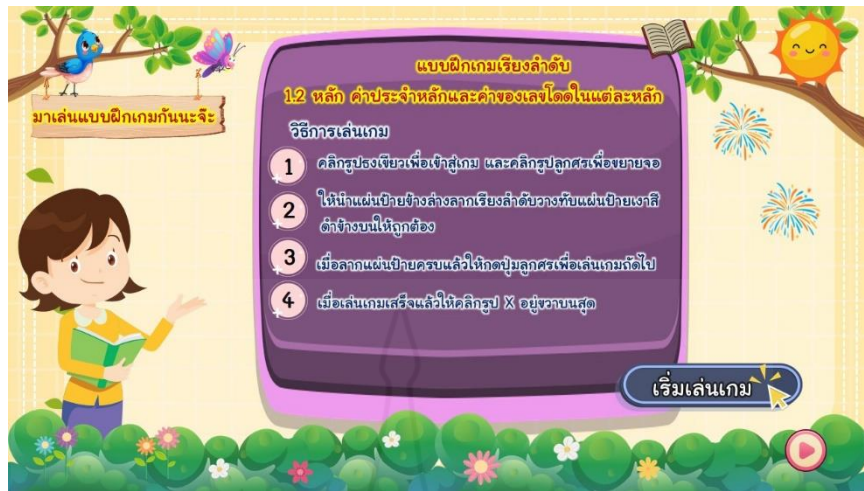 แบบฝึกเกมเรียงลำดับ
1.2 หลัก ค่าประจำหลักและค่าของเลขโดดในแต่ละหลัก
มาเล่นแบบฝึกเกมกันนะจ๊ะ
วิธีการเล่นเกม
1 คลิกรูปธงเขียวเพื่อเข้าสู่เกม และคลิกรูปลูกศรเพื่อขยายจอ
2 ให้นำแผ่นป้ายข้างล่างลากเรียงลำดับวางทับแผ่นป้ายเงาสี
ดำข้างบนให้ถูกต้อง
3 เมื่อลากแผ่นป้ายครบแล้วให้กดปุ่มลูกศรเพื่อเล่นเกมถัดไป
4 เมื่อเล่นเกมเสร็จแล้วให้คลิกรูป X อยู่ขวาบนสุด
เริ่มเล่นเกม